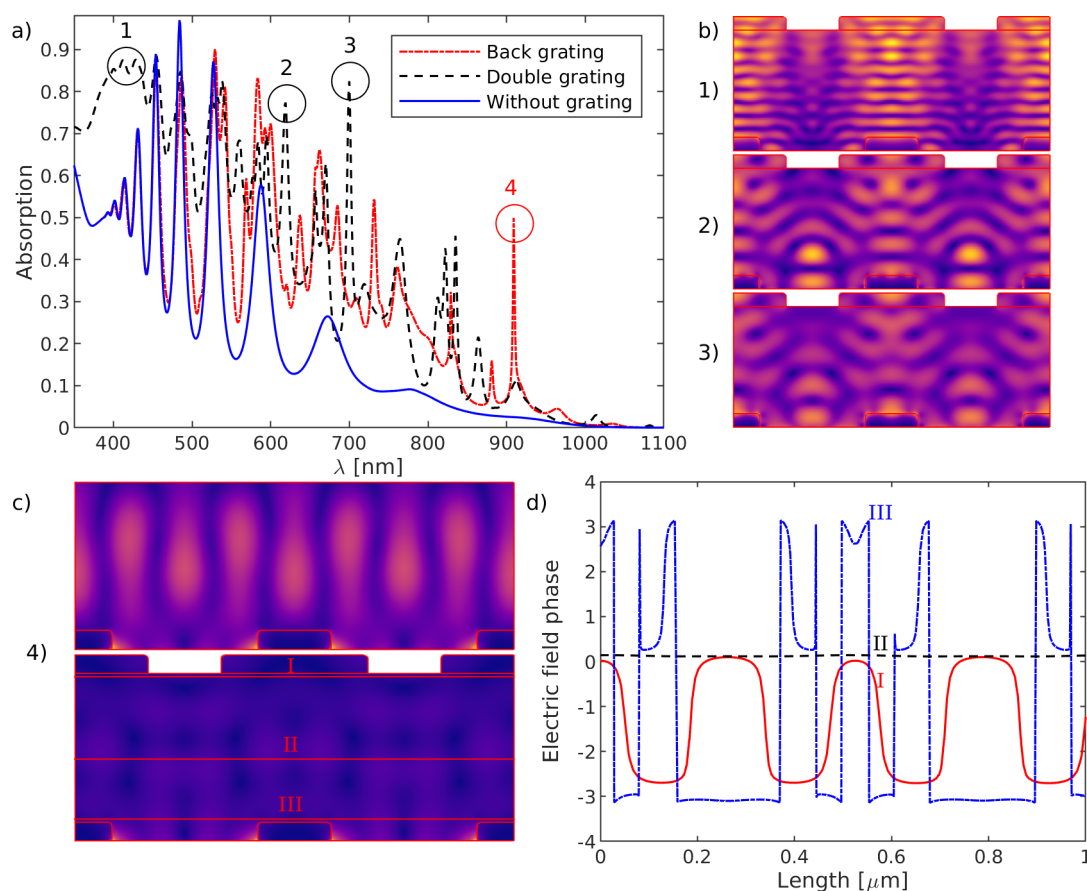 a)
1
2
3
4
Back grating
Double grating
Without grating
Absorption
0.9
0.8
0.7
0.6
0.5
0.4
0.3
0.2
0.1
0
400 500 600 700 800 900 1000 1100
λ [nm]
b)
1)
2)
3)
c)
4)
I
II
III
d)
Electric field phase
4
3
2
1
0
-1
-2
-3
-4
III
II
I
0 0.2 0.4 0.6 0.8 1
Length [μm]